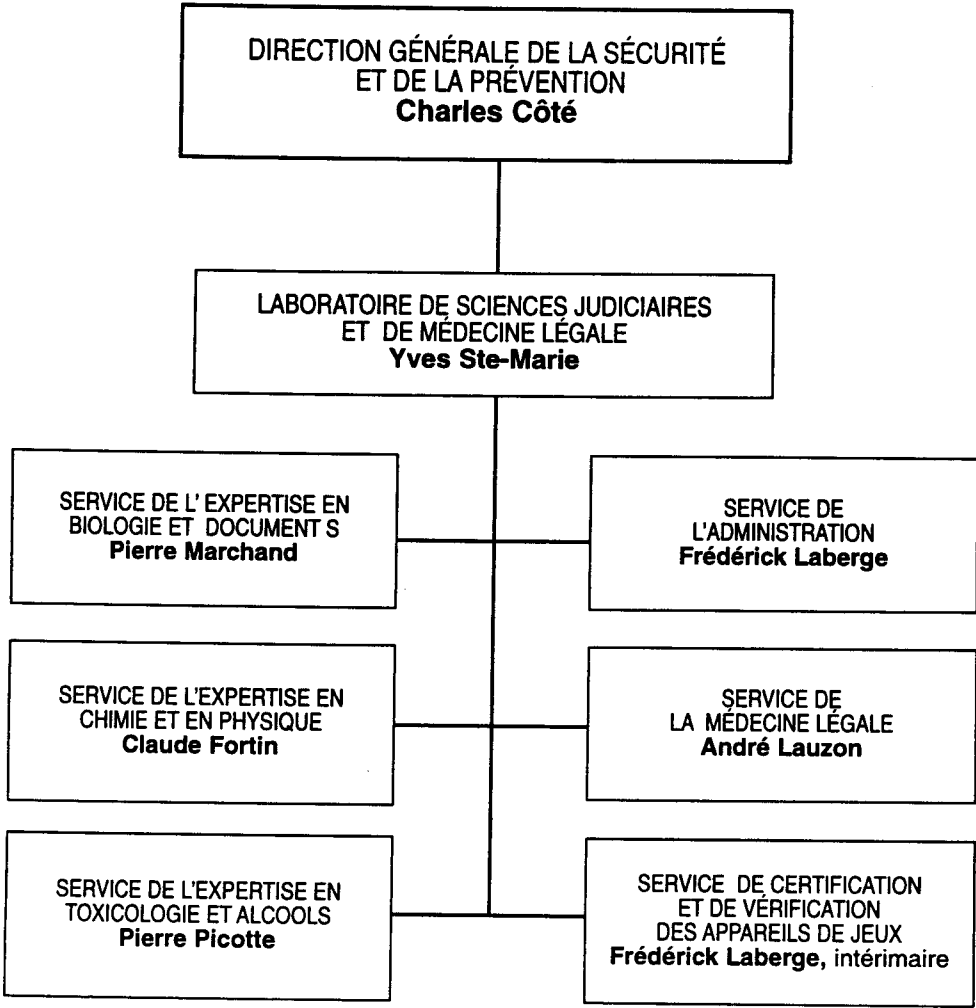 DIRECTION GÉNÉRALE DE LA SÉCURITÉ
ET DE LA PRÉVENTION
Charles Côté
LABORATOIRE DE SCIENCES JUDICIAIRES
ET DE MÉDECINE LÉGALE
Yves Ste-Marie
SERVICE DE L' EXPERTISE EN
BIOLOGIE ET DOCUMENT S
Pierre Marchand
SERVICE DE
L'ADMINISTRATION
Frédérick Laberge
SERVICE DE L'EXPERTISE EN
CHIMIE ET EN PHYSIQUE
Claude Fortin
SERVICE DE
LA MÉDECINE LÉGALE
André Lauzon
SERVICE DE L'EXPERTISE EN
TOXICOLOGIE ET ALCOOLS
Pierre Picotte
SERVICE DE CERTIFICATION
ET DE VÉRIFICATION
DES APPAREILS DE JEUX
Frédérick Laberge, intérimaire